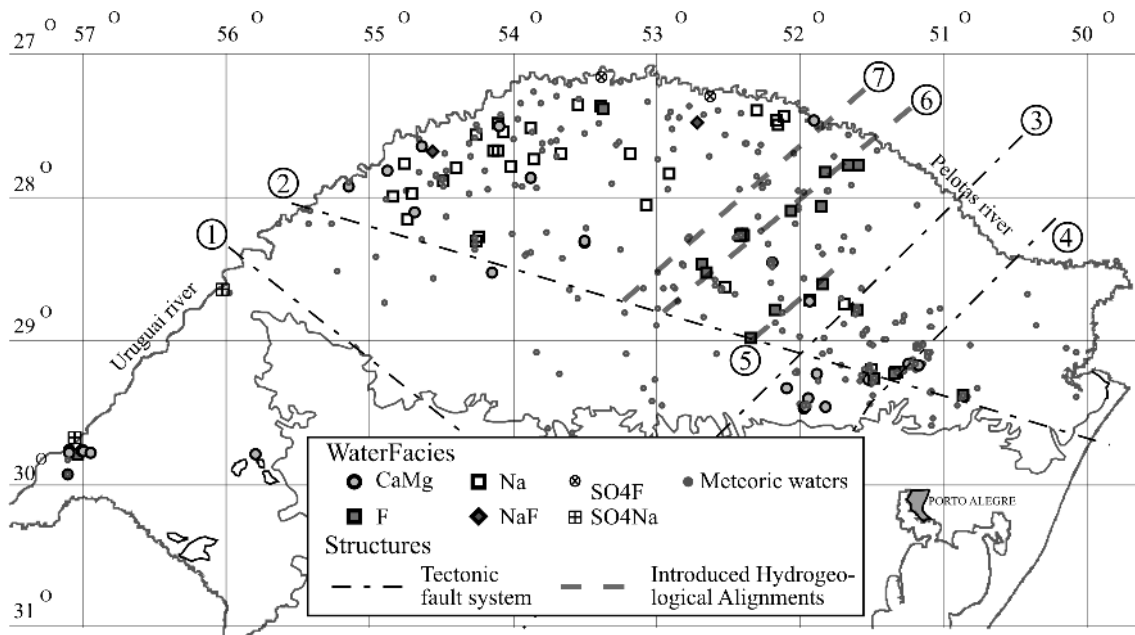 57 O
56 O
55 O
54 O
53 O
52 O
51 O
50 O
27 O
28 O
29 O
30 O
31 O
7
6
3
2
1
4
5
Pelotas river
Uruguai river
WaterFacies
CaMg
Na
SO4F
Meteoric waters
F
NaF
SO4Na
PORTO ALEGRE
Structures
Tectonic
fault system
Introduced Hydrogeo-
logical Alignments